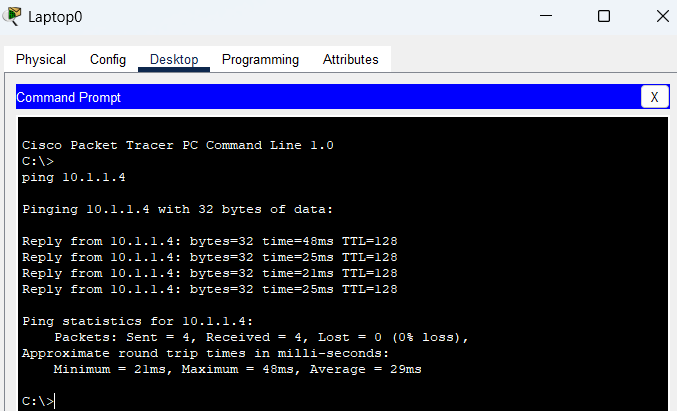 Laptop0
Physical Config Desktop Programming Attributes
Command Prompt X
Cisco Packet Tracer PC Command Line 1.0
C:\>
ping 10.1.1.4
Pinging 10.1.1.4 with 32 bytes of data:
Reply from 10.1.1.4: bytes=32 time=48ms TTL=128
Reply from 10.1.1.4: bytes=32 time=25ms TTL=128
Reply from 10.1.1.4: bytes=32 time=21ms TTL=128
Reply from 10.1.1.4: bytes=32 time=25ms TTL=128
Ping statistics for 10.1.1.4:
    Packets: Sent = 4, Received = 4, Lost = 0 (0% loss),
Approximate round trip times in milli-seconds:
    Minimum = 21ms, Maximum = 48ms, Average = 29ms
C:\>